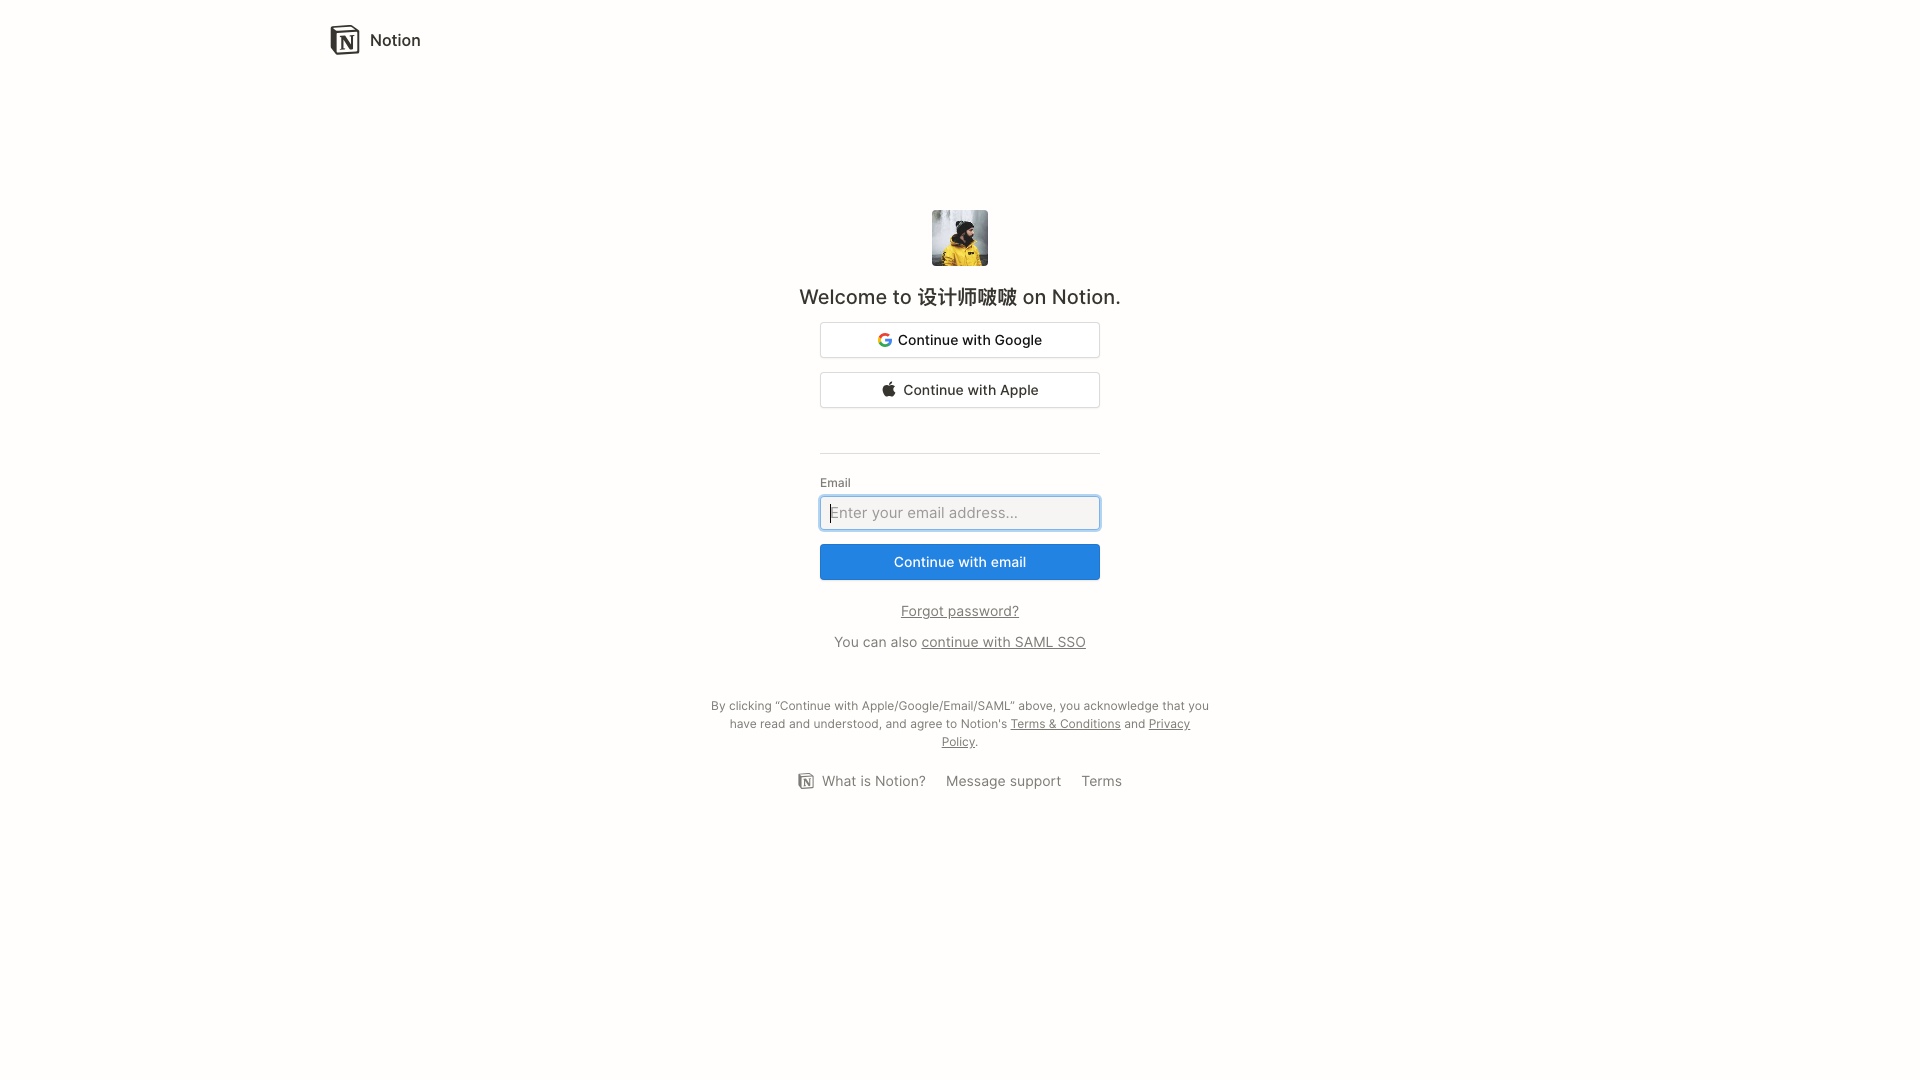 Notion
Welcome to 设计师啵啵 on Notion.
Continue with Google
Continue with Apple
Email
Enter your email address...
Continue with email
Forgot password?
You can also continue with SAML SSO
By clicking “Continue with Apple/Google/Email/SAML” above, you acknowledge that you
have read and understood, and agree to Notion's Terms & Conditions and Privacy
Policy.
What is Notion? Message support Terms